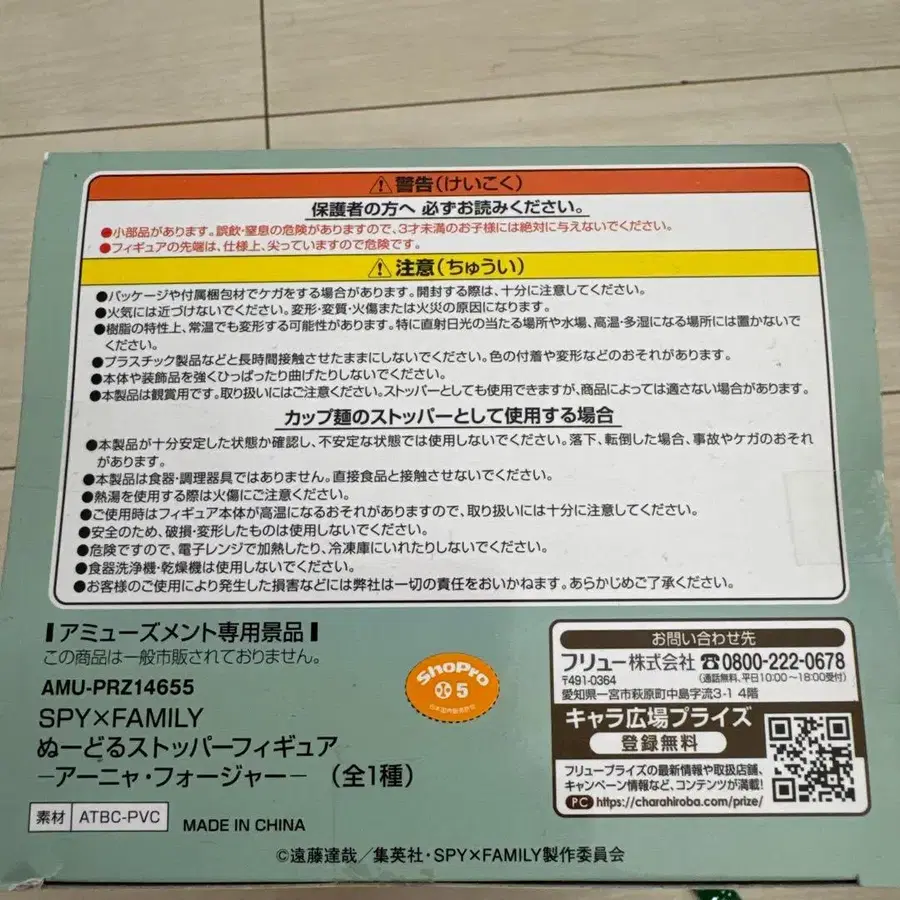 ⚠警告(けいこく)
保護者の方へ 必ずお読みください。
●小部品があります。誤飲・窒息の危険がありますので、3才未満のお子様には絶対に与えないでください。
●フィギュアの先端は、仕様上、尖っていますので危険です。
⚠注意(ちゅうい)
●パッケージや付属梱包材でケガをする場合があります。開封する際は、十分に注意してください。
●火気には近づけないでください。変形・変質・火傷または火災の原因になります。
●樹脂の特性上、常温でも変形する可能性があります。特に直射日光の当たる場所や水場、高温・多湿になる場所には置かないで
ください。
●プラスチック製品などと長時間接触させたままにしないでください。色の付着や変形などのおそれがあります。
●本体や装飾品を強くひっぱったり曲げたりしないでください。
●本製品は観賞用です。取り扱いにはご注意ください。ストッパーとしても使用できますが、商品によっては適さない場合があります。
カップ麺のストッパーとして使用する場合
●本製品が十分安定した状態か確認し、不安定な状態では使用しないでください。落下、転倒した場合、事故やケガのおそれ
があります。
●本製品は食器・調理器具ではありません。直接食品と接触させないでください。
●熱湯を使用する際は火傷にご注意ください。
●ご使用時はフィギュア本体が高温になるおそれがありますので、取り扱いには十分に注意してください。
●安全のため、破損・変形したものは使用しないでください。
●危険ですので、電子レンジで加熱したり、冷凍庫にいれたりしないでください。
●食器洗浄機・乾燥機は使用しないでください。
●お客様のご使用により発生した損害などには弊社は一切の責任をおいかねます。あらかじめご了承ください。
アミューズメント専用景品
この商品は一般市販されておりません。
AMU-PRZ14655
SPY×FAMILY
ぬーどるストッパーフィギュア
−アーニャ・フォージャー− (全1種)
素材 ATBC-PVC
MADE IN CHINA
ShoPro
5
お問い合わせ先
フリュー株式会社 ☎0800-222-0678
〒491-0364 (通話無料、平日10:00〜18:00受付)
愛知県一宮市萩原町中島字流3-1 4階
キャラ広場プライズ
登録無料
フリュープライズの最新情報や取扱店舗、
キャンペーン情報など、コンテンツが満載!
PC https://charahiroba.com/prize/
©遠藤達哉/集英社・SPY×FAMILY製作委員会